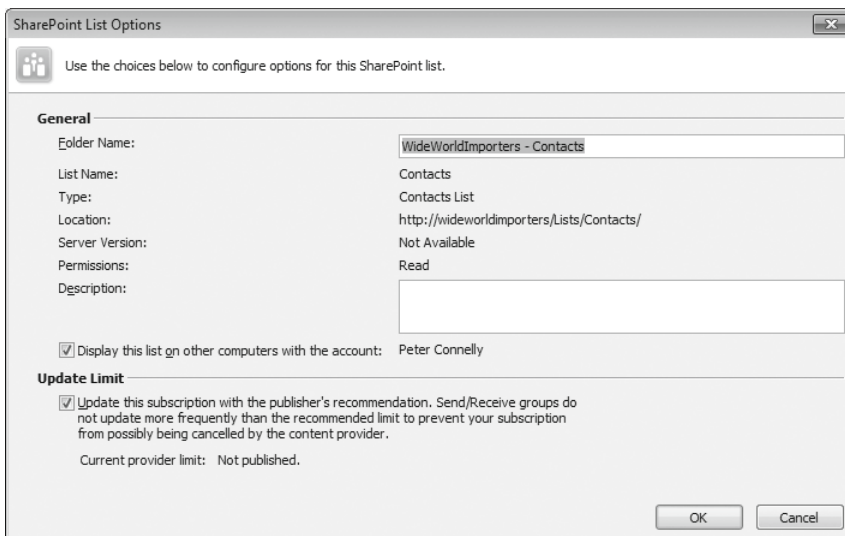 SharePoint List Options
Use the choices below to configure options for this SharePoint list.
General
Folder Name: WideWorldImporters - Contacts
List Name: Contacts
Type: Contacts List
Location: http://wideworldimporters/Lists/Contacts/
Server Version: Not Available
Permissions: Read
Description:
Display this list on other computers with the account: Peter Connelly
Update Limit
Update this subscription with the publisher's recommendation. Send/Receive groups do
not update more frequently than the recommended limit to prevent your subscription
from possibly being cancelled by the content provider.
Current provider limit: Not published.
OK Cancel